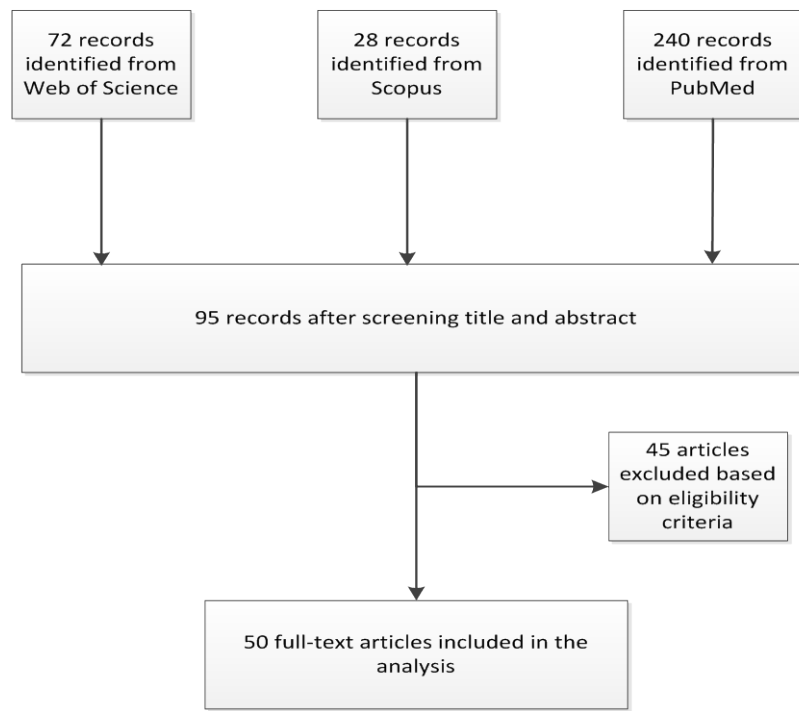 72 records
identified from
Web of Science
28 records
identified from
Scopus
240 records
identified from
PubMed
95 records after screening title and abstract
45 articles
excluded based
on eligibility
criteria
50 full-text articles included in the
analysis